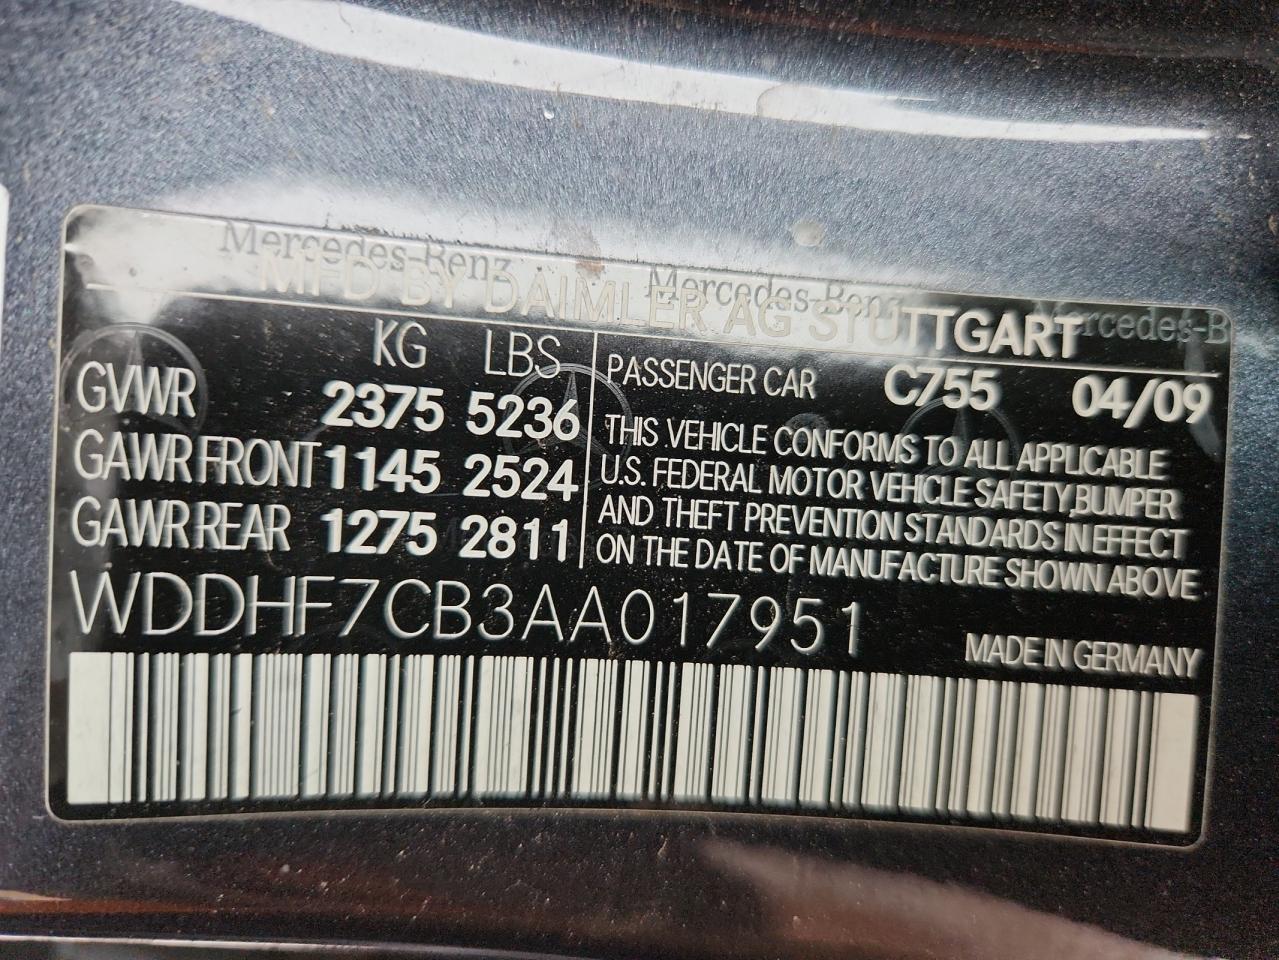 Mercedes-Benz Mercedes-Benz Mercedes-B
MFD BY DAIMLER AG STUTTGART
KG LBS
GVWR 2375 5236
GAWR FRONT 1145 2524
GAWR REAR 1275 2811
PASSENGER CAR C755 04/09
THIS VEHICLE CONFORMS TO ALL APPLICABLE
U.S. FEDERAL MOTOR VEHICLE SAFETY,BUMPER
AND THEFT PREVENTION STANDARDS IN EFFECT
ON THE DATE OF MANUFACTURE SHOWN ABOVE
WDDHF7CB3AA017951
MADE IN GERMANY